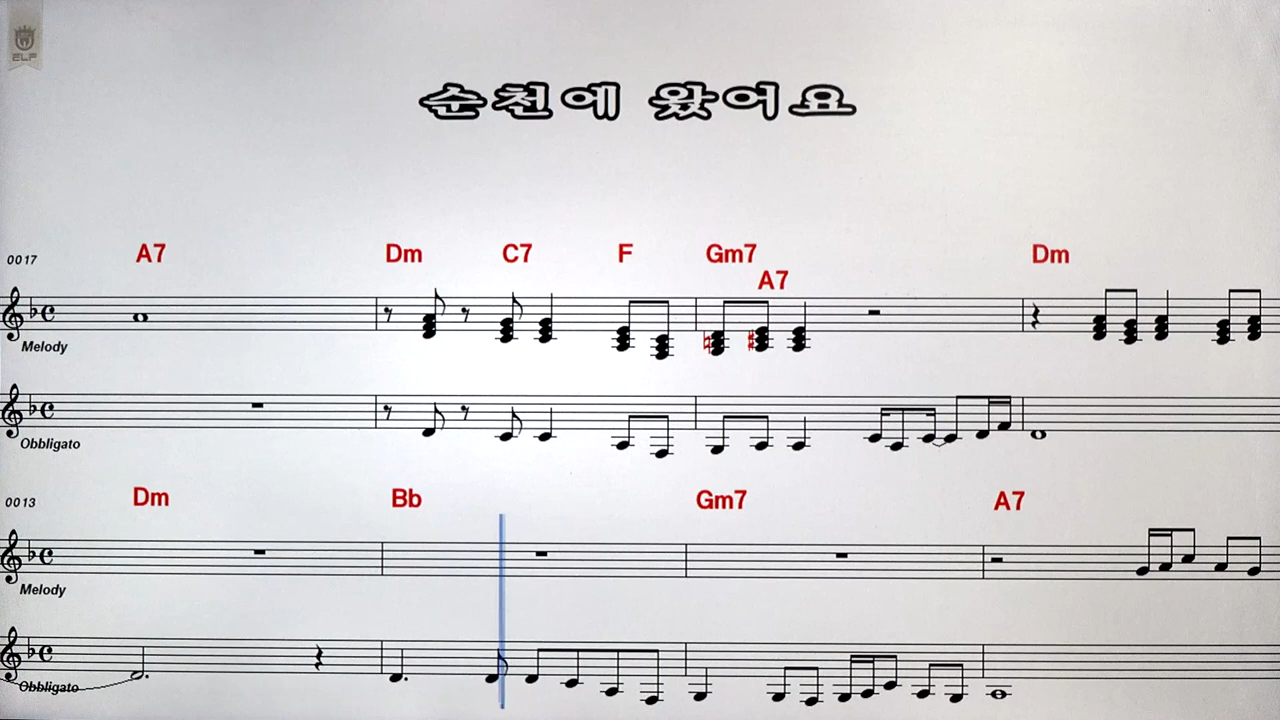 ELF
순천에 왔어요
0017 A7 Dm C7 F Gm7 A7 Dm
Melody
Obbligato
0013 Dm Bb Gm7 A7
Melody
Obbligato